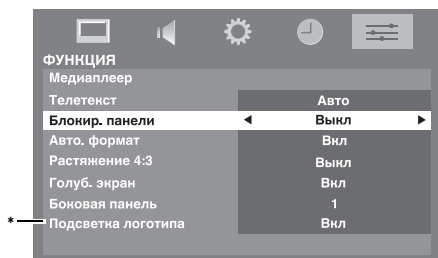 ФУНКЦИЯ
Медиаплеер
Телетекст Авто
Блокир. панели ◀ Выкл ▶
Авто. формат Вкл
Растяжение 4:3 Выкл
Голуб. экран Вкл
Боковая панель 1
* Подсветка логотипа Вкл